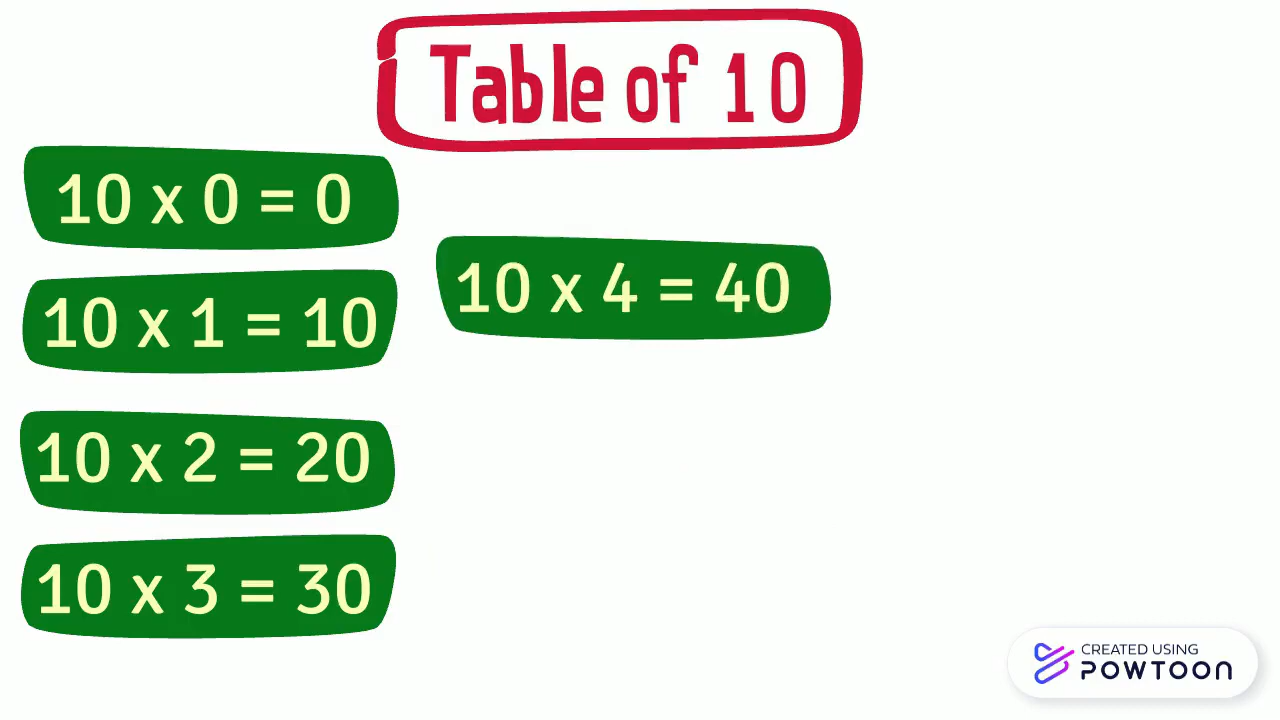 Table of 10
10 x 0 = 0
10 x 1 = 10
10 x 2 = 20
10 x 3 = 30
10 x 4 = 40
CREATED USING
POWTOON